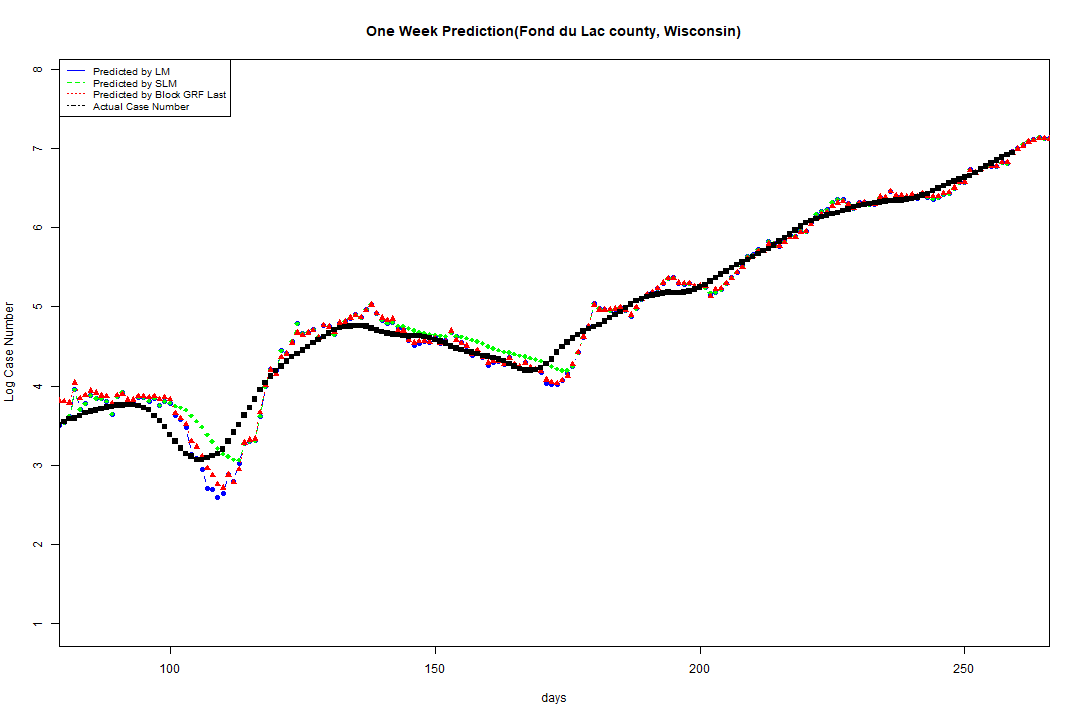 One Week Prediction(Fond du Lac county, Wisconsin)
Predicted by LM
Predicted by SLM
Predicted by Block GRF Last
Actual Case Number
8
7
6
5
4
3
2
1
Log Case Number
100 150 200 250
days